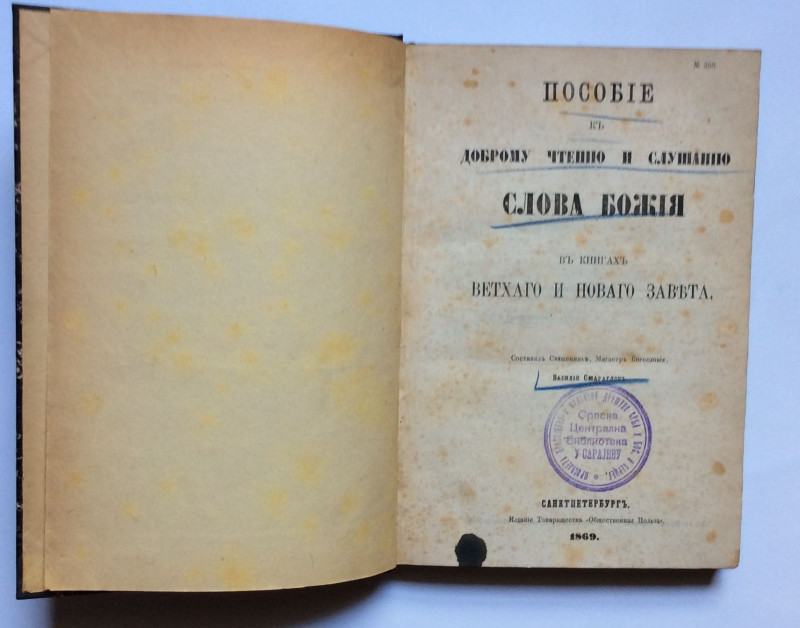 № 388
ПОСОБІЕ
КЪ
ДОБРОМУ ЧТЕНІЮ И СЛУШАНІЮ
СЛОВА БОЖІЯ
ВЪ КНИГАХЪ
ВЕТХАГО И НОВАГО ЗАВѢТА.
Составилъ Священникъ, Магистръ Богословія,
Василій Смарагдовъ.
Српска
Централна
Библиотека
У САРАЈЕВУ
САНКТПЕТЕРБУРГЪ.
Изданіе Товарищества «Общественная Польза».
1869.